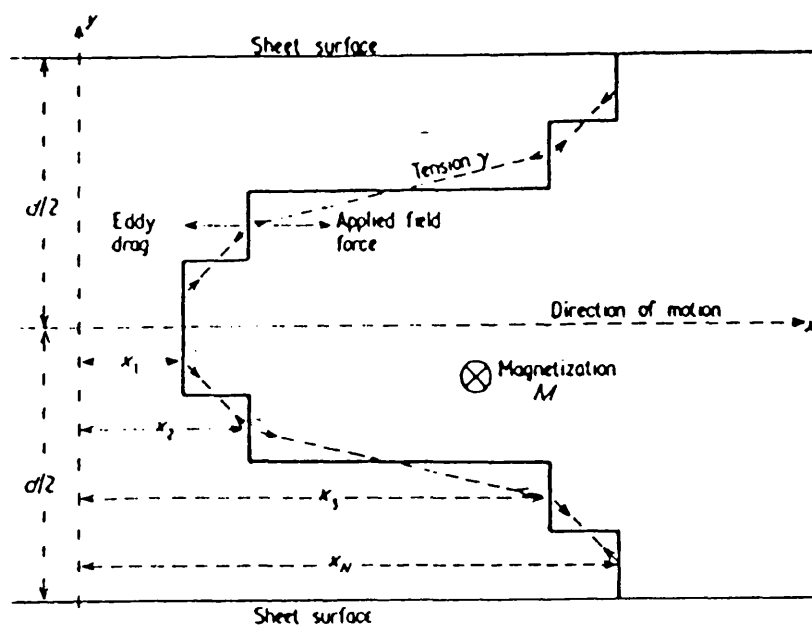 y
Sheet surface
Tension γ
d/2
Eddy drag
Applied field force
Direction of motion
x
x₁
Magnetization
M
x₂
d/2
x₃
x_N
Sheet surface